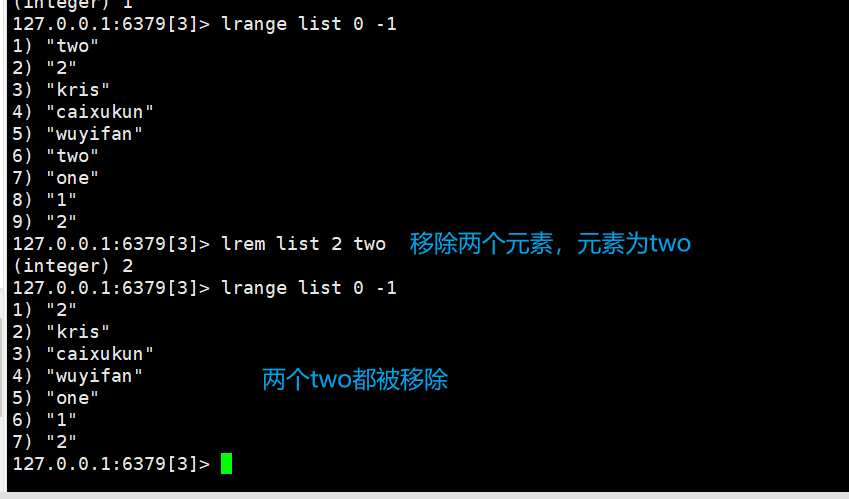 (integer) 1
127.0.0.1:6379[3]> lrange list 0 -1
1) "two"
2) "2"
3) "kris"
4) "caixukun"
5) "wuyifan"
6) "two"
7) "one"
8) "1"
9) "2"
127.0.0.1:6379[3]> lrem list 2 two 移除两个元素，元素为two
(integer) 2
127.0.0.1:6379[3]> lrange list 0 -1
1) "2"
2) "kris"
3) "caixukun"
4) "wuyifan" 两个two都被移除
5) "one"
6) "1"
7) "2"
127.0.0.1:6379[3]>